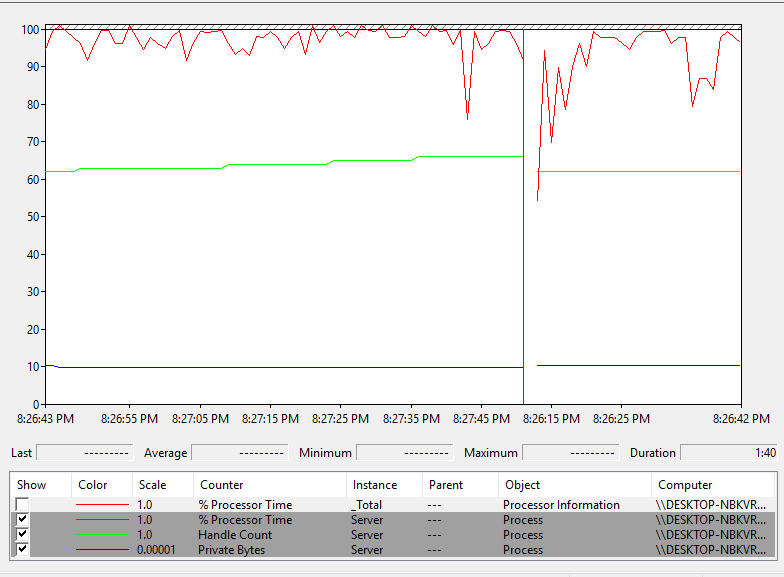 100
90
80
70
60
50
40
30
20
10
0
8:26:43 PM 8:26:55 PM 8:27:05 PM 8:27:15 PM 8:27:25 PM 8:27:35 PM 8:27:45 PM 8:26:15 PM 8:26:25 PM 8:26:42 PM
Last --------- Average --------- Minimum --------- Maximum --------- Duration 1:40
Show Color Scale Counter Instance Parent Object Computer
1.0 % Processor Time _Total --- Processor Information \\DESKTOP-NBKVR...
1.0 % Processor Time Server --- Process \\DESKTOP-NBKVR...
1.0 Handle Count Server --- Process \\DESKTOP-NBKVR...
0.00001 Private Bytes Server --- Process \\DESKTOP-NBKVR...